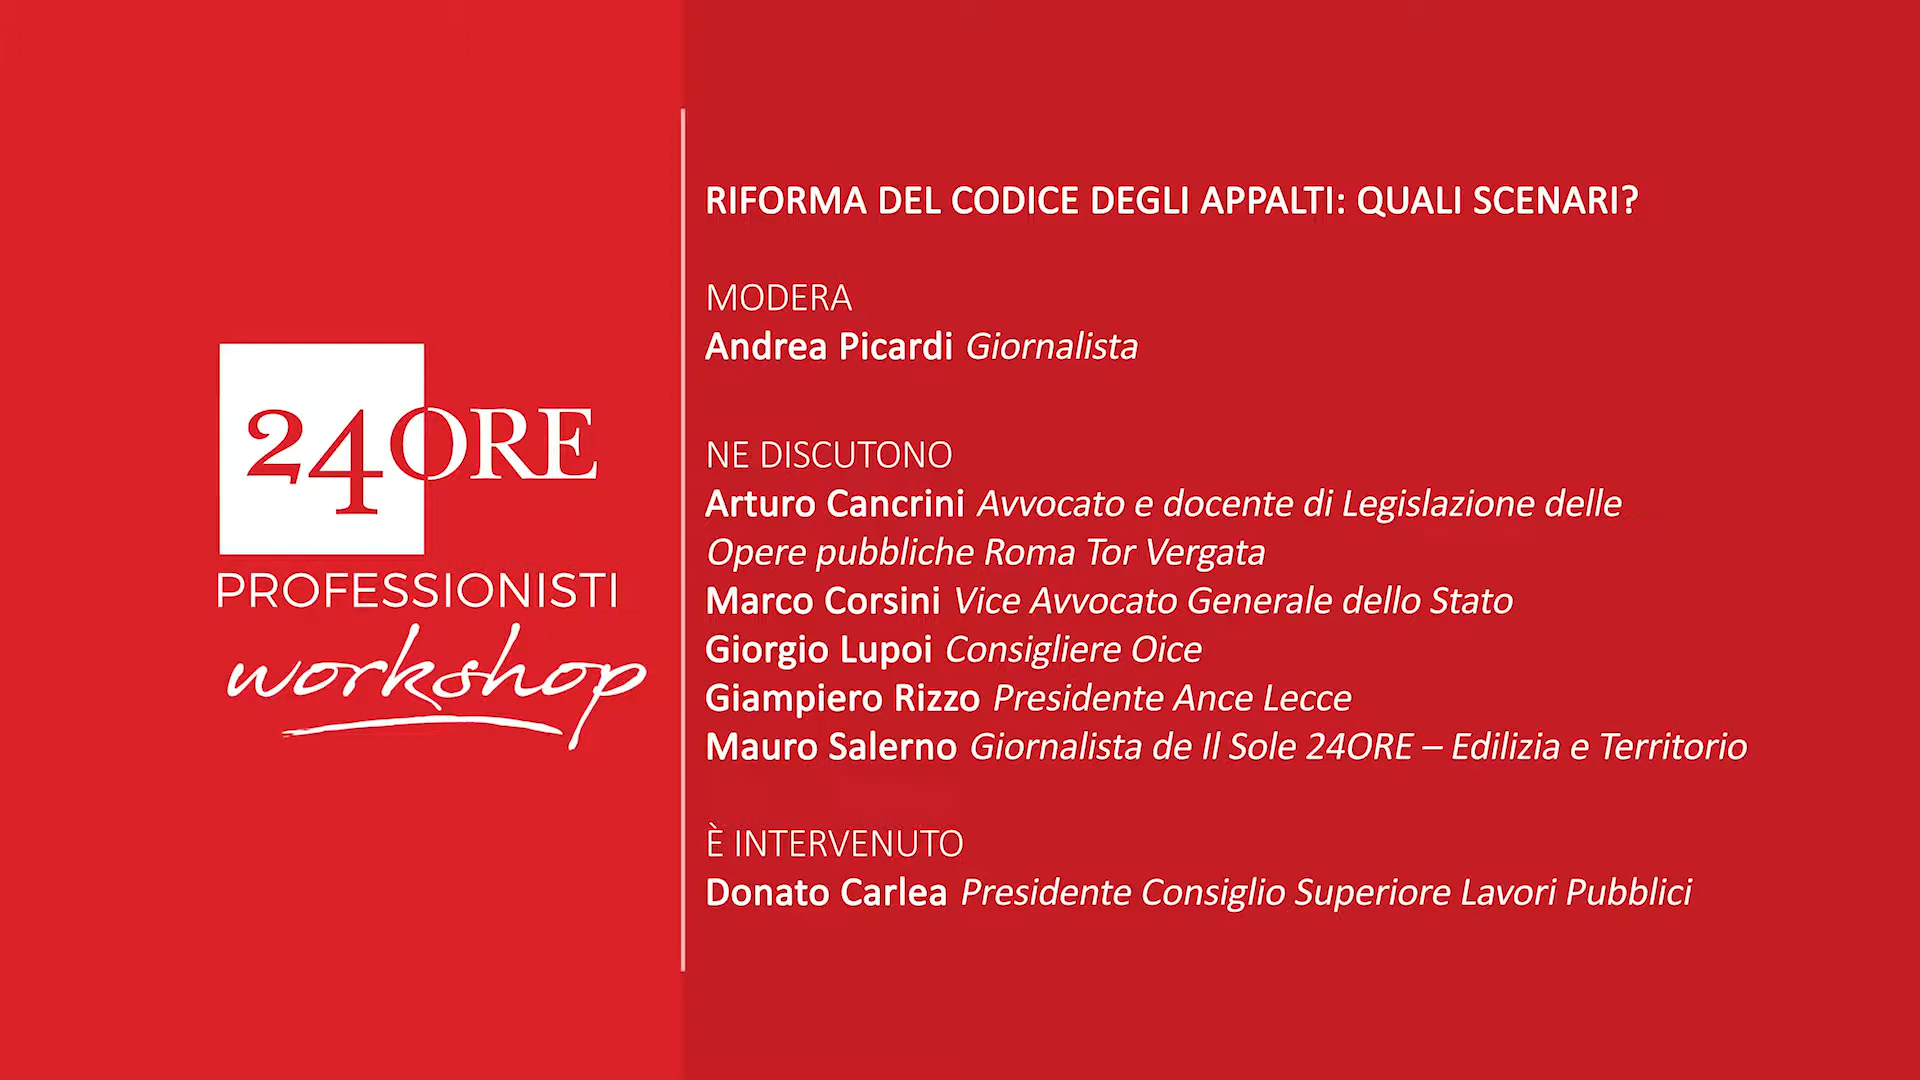 24ORE
PROFESSIONISTI
workshop
RIFORMA DEL CODICE DEGLI APPALTI: QUALI SCENARI?
MODERA
Andrea Picardi Giornalista
NE DISCUTONO
Arturo Cancrini Avvocato e docente di Legislazione delle
Opere pubbliche Roma Tor Vergata
Marco Corsini Vice Avvocato Generale dello Stato
Giorgio Lupoi Consigliere Oice
Giampiero Rizzo Presidente Ance Lecce
Mauro Salerno Giornalista de Il Sole 24ORE – Edilizia e Territorio
È INTERVENUTO
Donato Carlea Presidente Consiglio Superiore Lavori Pubblici